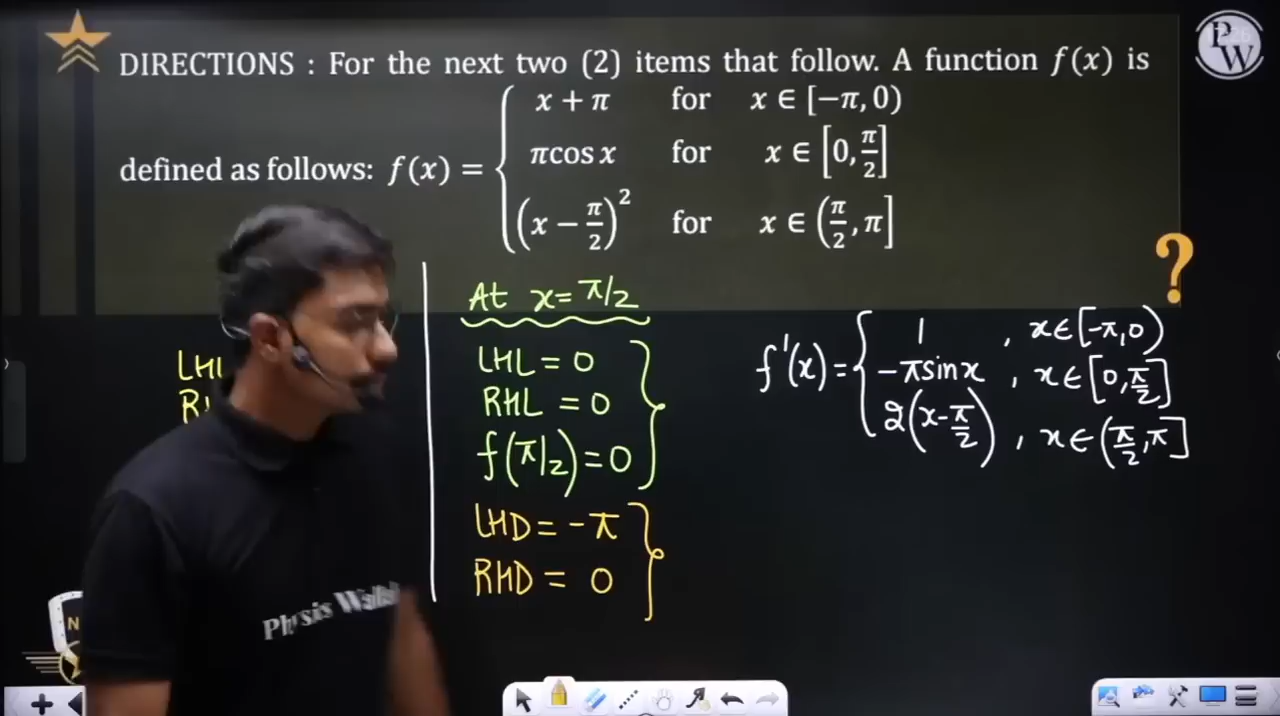 DIRECTIONS : For the next two (2) items that follow. A function f(x) is
defined as follows: f(x) = { x + π for x ∈ [−π, 0)
πcos x for x ∈ [0, π/2]
(x − π/2)² for x ∈ (π/2, π]
PW
?
At x = π/2
LHL = 0
RHL = 0
f(π/2) = 0
LHD = -π
RHD = 0
f'(x) = { 1 , x∈[-π,0)
-πsinx , x∈[0,π/2]
2(x-π/2) , x∈(π/2,π]
LHL
Physics Wallah
N